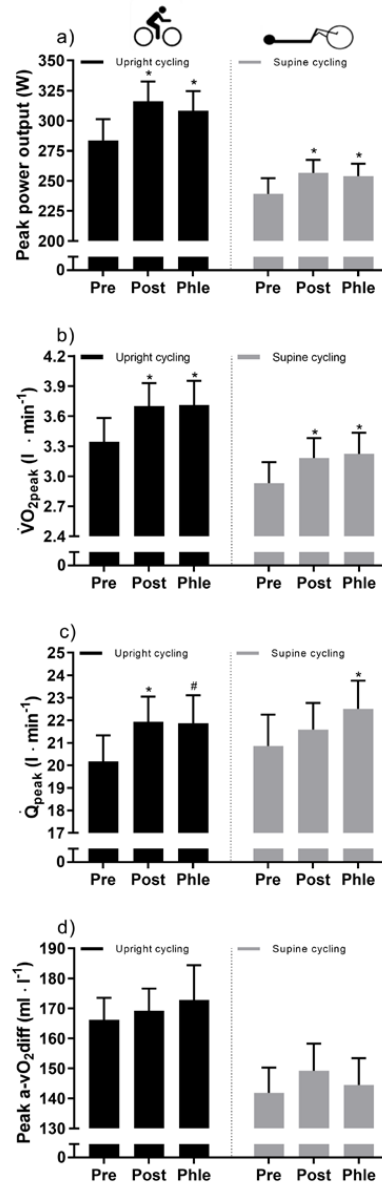 a)
Upright cycling
Supine cycling
Peak power output (W)
350
325
300
275
250
225
200
0
* * * *
Pre Post Phle Pre Post Phle
b)
Upright cycling
Supine cycling
V̇O2peak (l · min-1)
4.2
3.9
3.6
3.3
3.0
2.7
2.4
0
* * * *
Pre Post Phle Pre Post Phle
c)
Upright cycling
Supine cycling
Q̇peak (l · min-1)
25
24
23
22
21
20
19
18
17
0
* # *
Pre Post Phle Pre Post Phle
d)
Upright cycling
Supine cycling
Peak a-vO2diff (ml · l-1)
190
180
170
160
150
140
130
0
Pre Post Phle Pre Post Phle